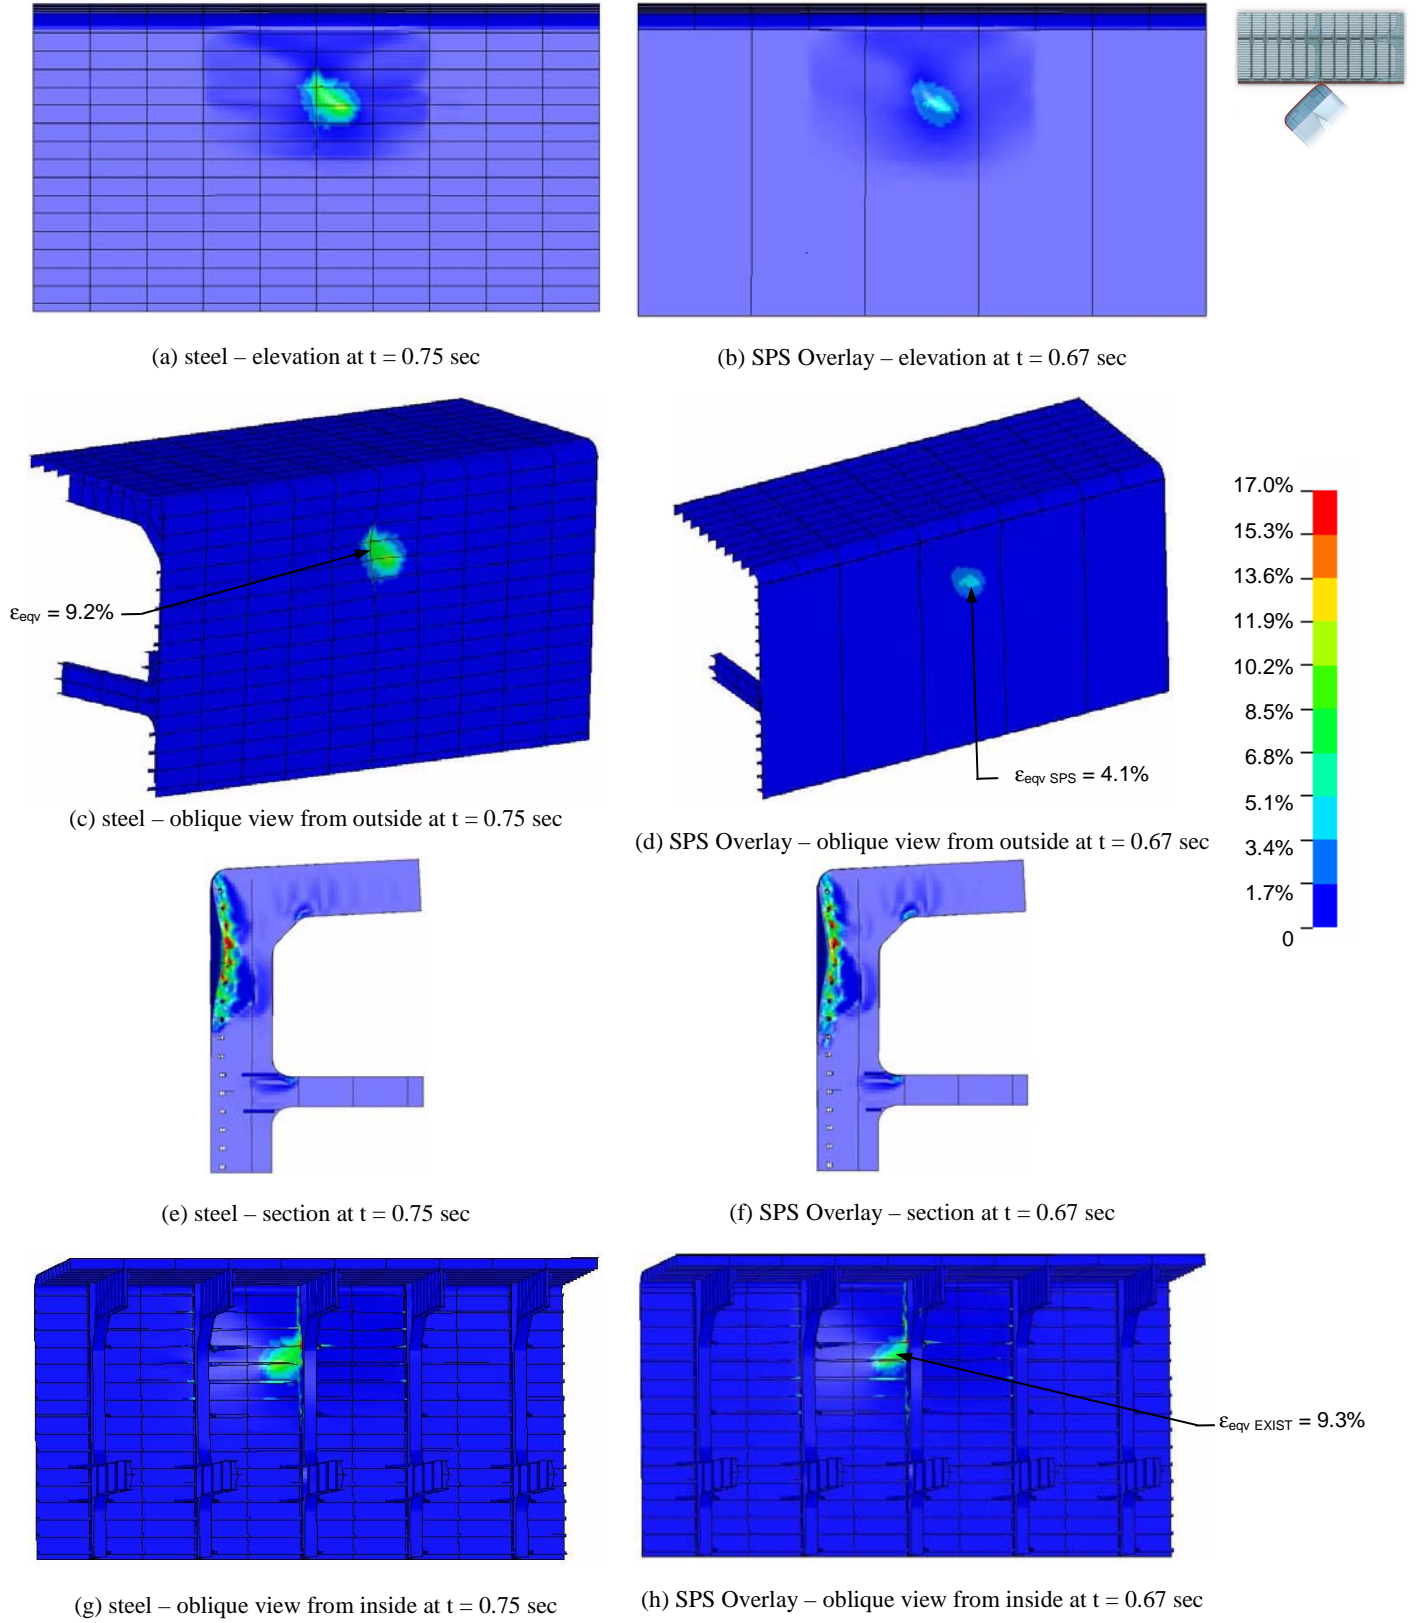 (a) steel – elevation at t = 0.75 sec
(b) SPS Overlay – elevation at t = 0.67 sec
εeqv = 9.2%
εeqv SPS = 4.1%
(c) steel – oblique view from outside at t = 0.75 sec
(d) SPS Overlay – oblique view from outside at t = 0.67 sec
17.0%
15.3%
13.6%
11.9%
10.2%
8.5%
6.8%
5.1%
3.4%
1.7%
0
(e) steel – section at t = 0.75 sec
(f) SPS Overlay – section at t = 0.67 sec
εeqv EXIST = 9.3%
(g) steel – oblique view from inside at t = 0.75 sec
(h) SPS Overlay – oblique view from inside at t = 0.67 sec